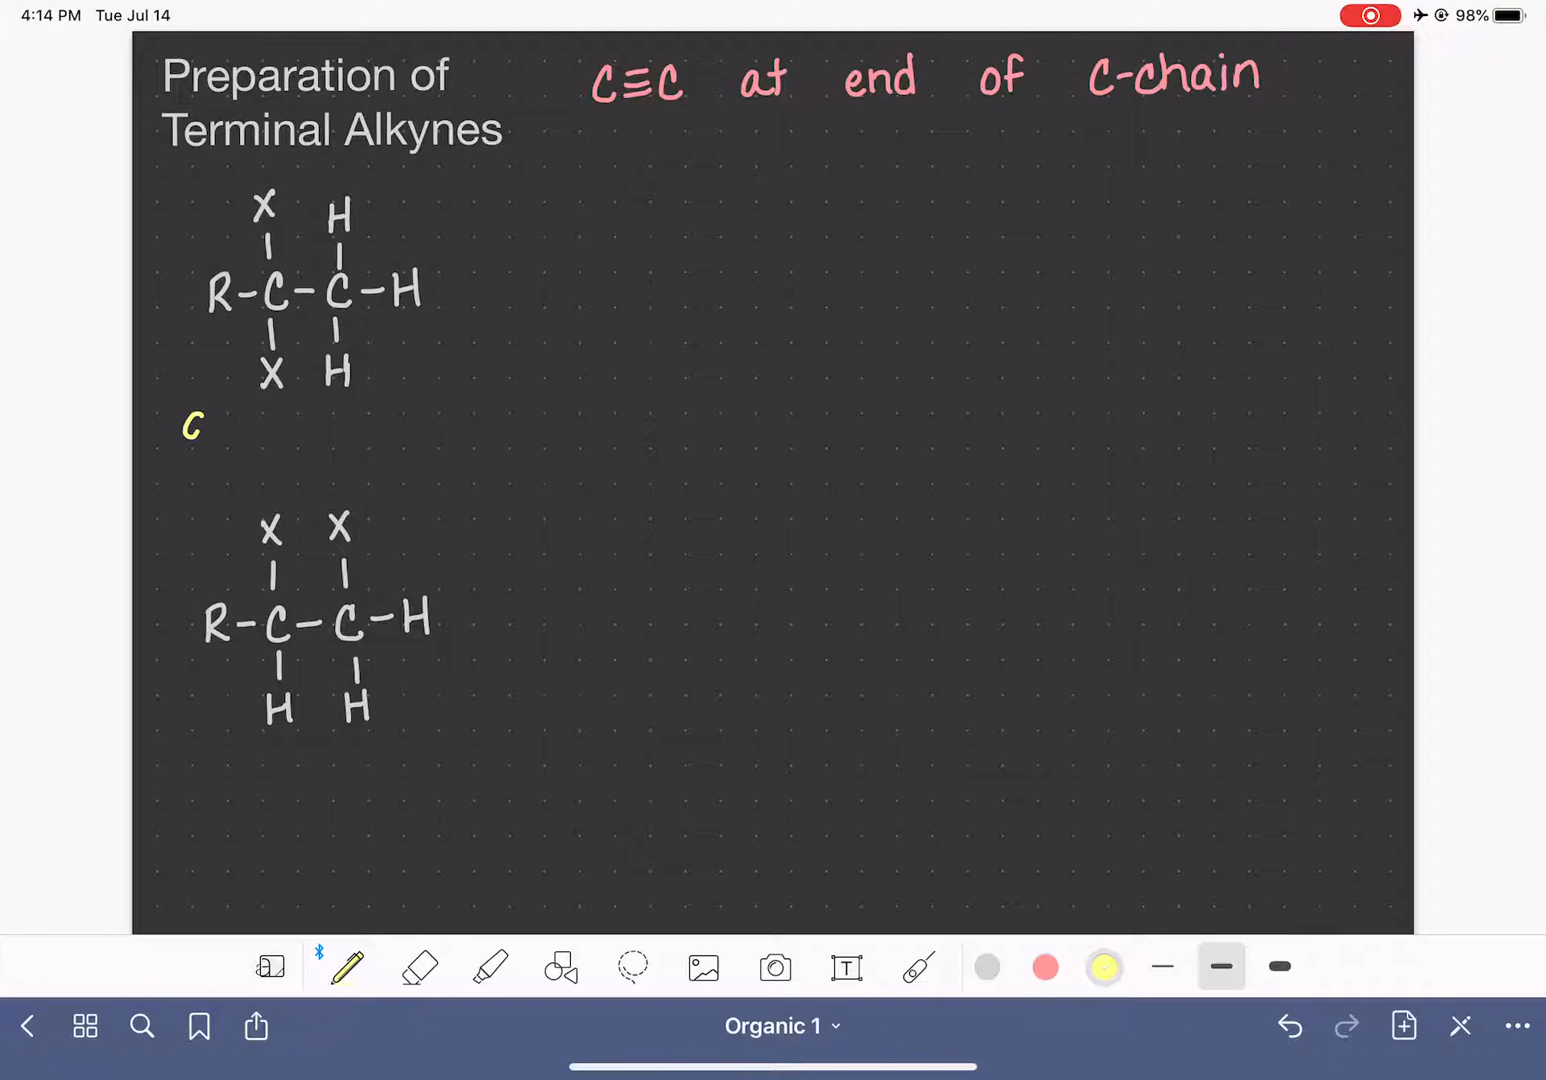 4:14 PM Tue Jul 14
98%
Preparation of
Terminal Alkynes
C≡C at end of C-chain
X H
R-C-C-H
X H
C
X X
R-C-C-H
H H
T
Organic 1